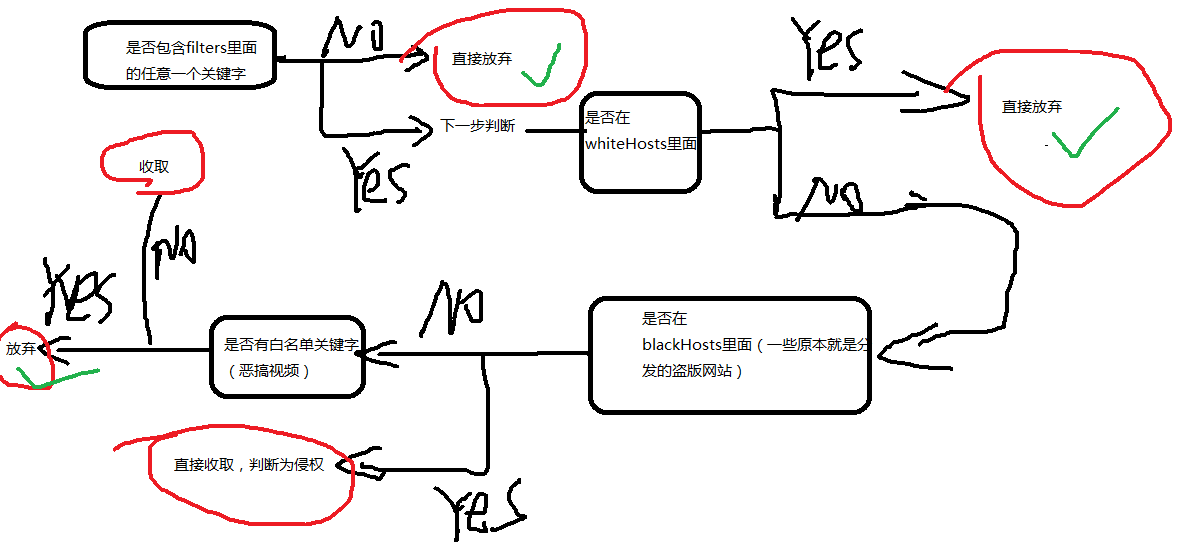 是否包含filters里面
的任意一个关键字
NO
直接放弃
Yes
下一步判断
是否在
whiteHosts里面
Yes
直接放弃
NO
是否在
blackHosts里面（一些原本就是分
发的盗版网站）
NO
Yes
直接收取，判断为侵权
是否有白名单关键字
（恶搞视频）
NO
收取
Yes
放弃